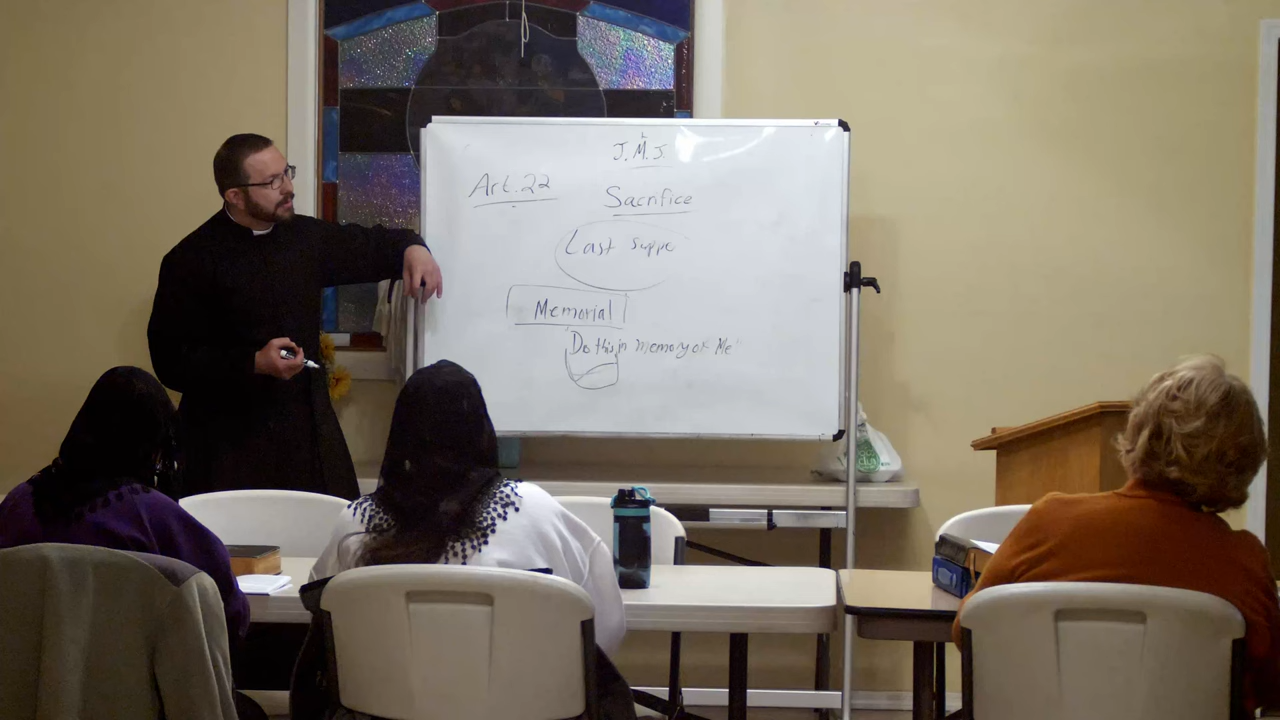 J.M.J.
Art. 22
Sacrifice
Last Suppe
Memorial
Do this in memory of Me